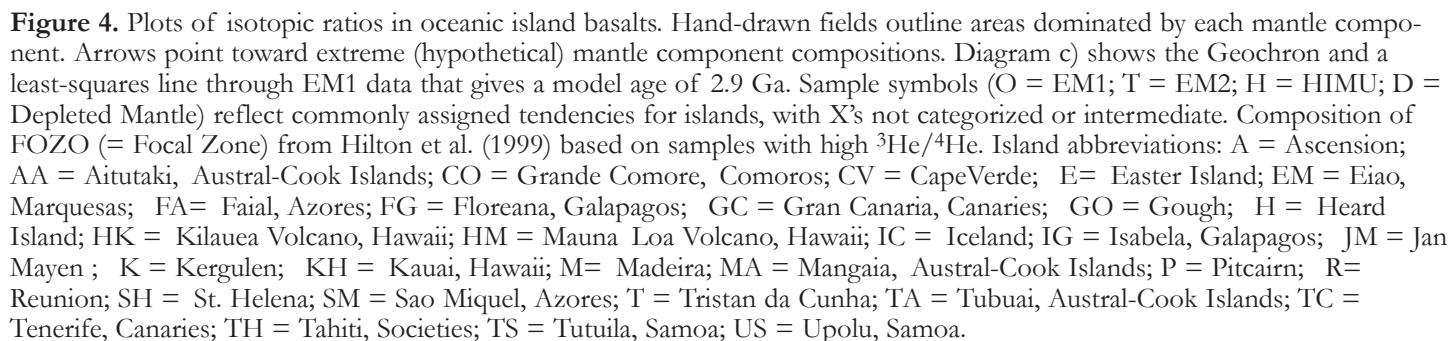 Figure 4. Plots of isotopic ratios in oceanic island basalts. Hand-drawn fields outline areas dominated by each mantle compo-
nent. Arrows point toward extreme (hypothetical) mantle component compositions. Diagram c) shows the Geochron and a
least-squares line through EM1 data that gives a model age of 2.9 Ga. Sample symbols (O = EM1; T = EM2; H = HIMU; D =
Depleted Mantle) reflect commonly assigned tendencies for islands, with X's not categorized or intermediate. Composition of
FOZO (= Focal Zone) from Hilton et al. (1999) based on samples with high ³He/⁴He. Island abbreviations: A = Ascension;
AA = Aitutaki, Austral-Cook Islands; CO = Grande Comore, Comoros; CV = CapeVerde; E= Easter Island; EM = Eiao,
Marquesas; FA= Faial, Azores; FG = Floreana, Galapagos; GC = Gran Canaria, Canaries; GO = Gough; H = Heard
Island; HK = Kilauea Volcano, Hawaii; HM = Mauna Loa Volcano, Hawaii; IC = Iceland; IG = Isabela, Galapagos; JM = Jan
Mayen ; K = Kergulen; KH = Kauai, Hawaii; M= Madeira; MA = Mangaia, Austral-Cook Islands; P = Pitcairn; R=
Reunion; SH = St. Helena; SM = Sao Miquel, Azores; T = Tristan da Cunha; TA = Tubuai, Austral-Cook Islands; TC =
Tenerife, Canaries; TH = Tahiti, Societies; TS = Tutuila, Samoa; US = Upolu, Samoa.